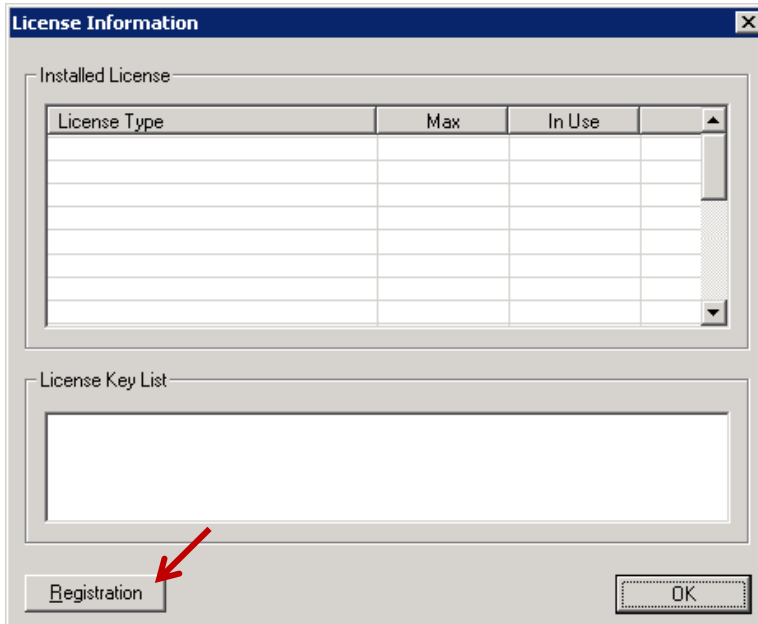 License Information
Installed License
License Type Max In Use
License Key List
Registration OK